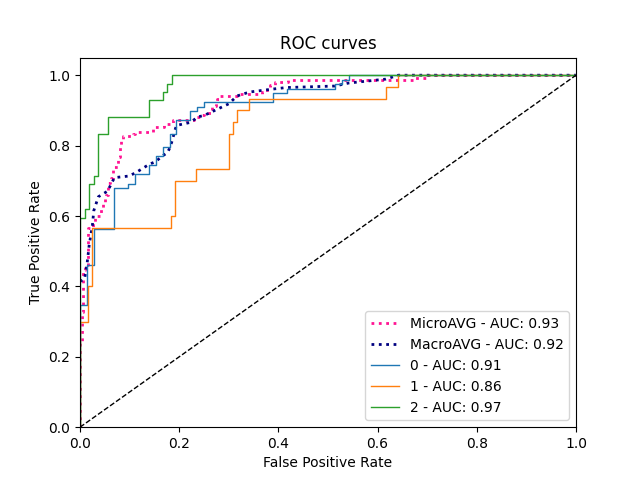 ROC curves
True Positive Rate
1.0
0.8
0.6
0.4
0.2
0.0
MicroAVG - AUC: 0.93
MacroAVG - AUC: 0.92
0 - AUC: 0.91
1 - AUC: 0.86
2 - AUC: 0.97
0.0 0.2 0.4 0.6 0.8 1.0
False Positive Rate